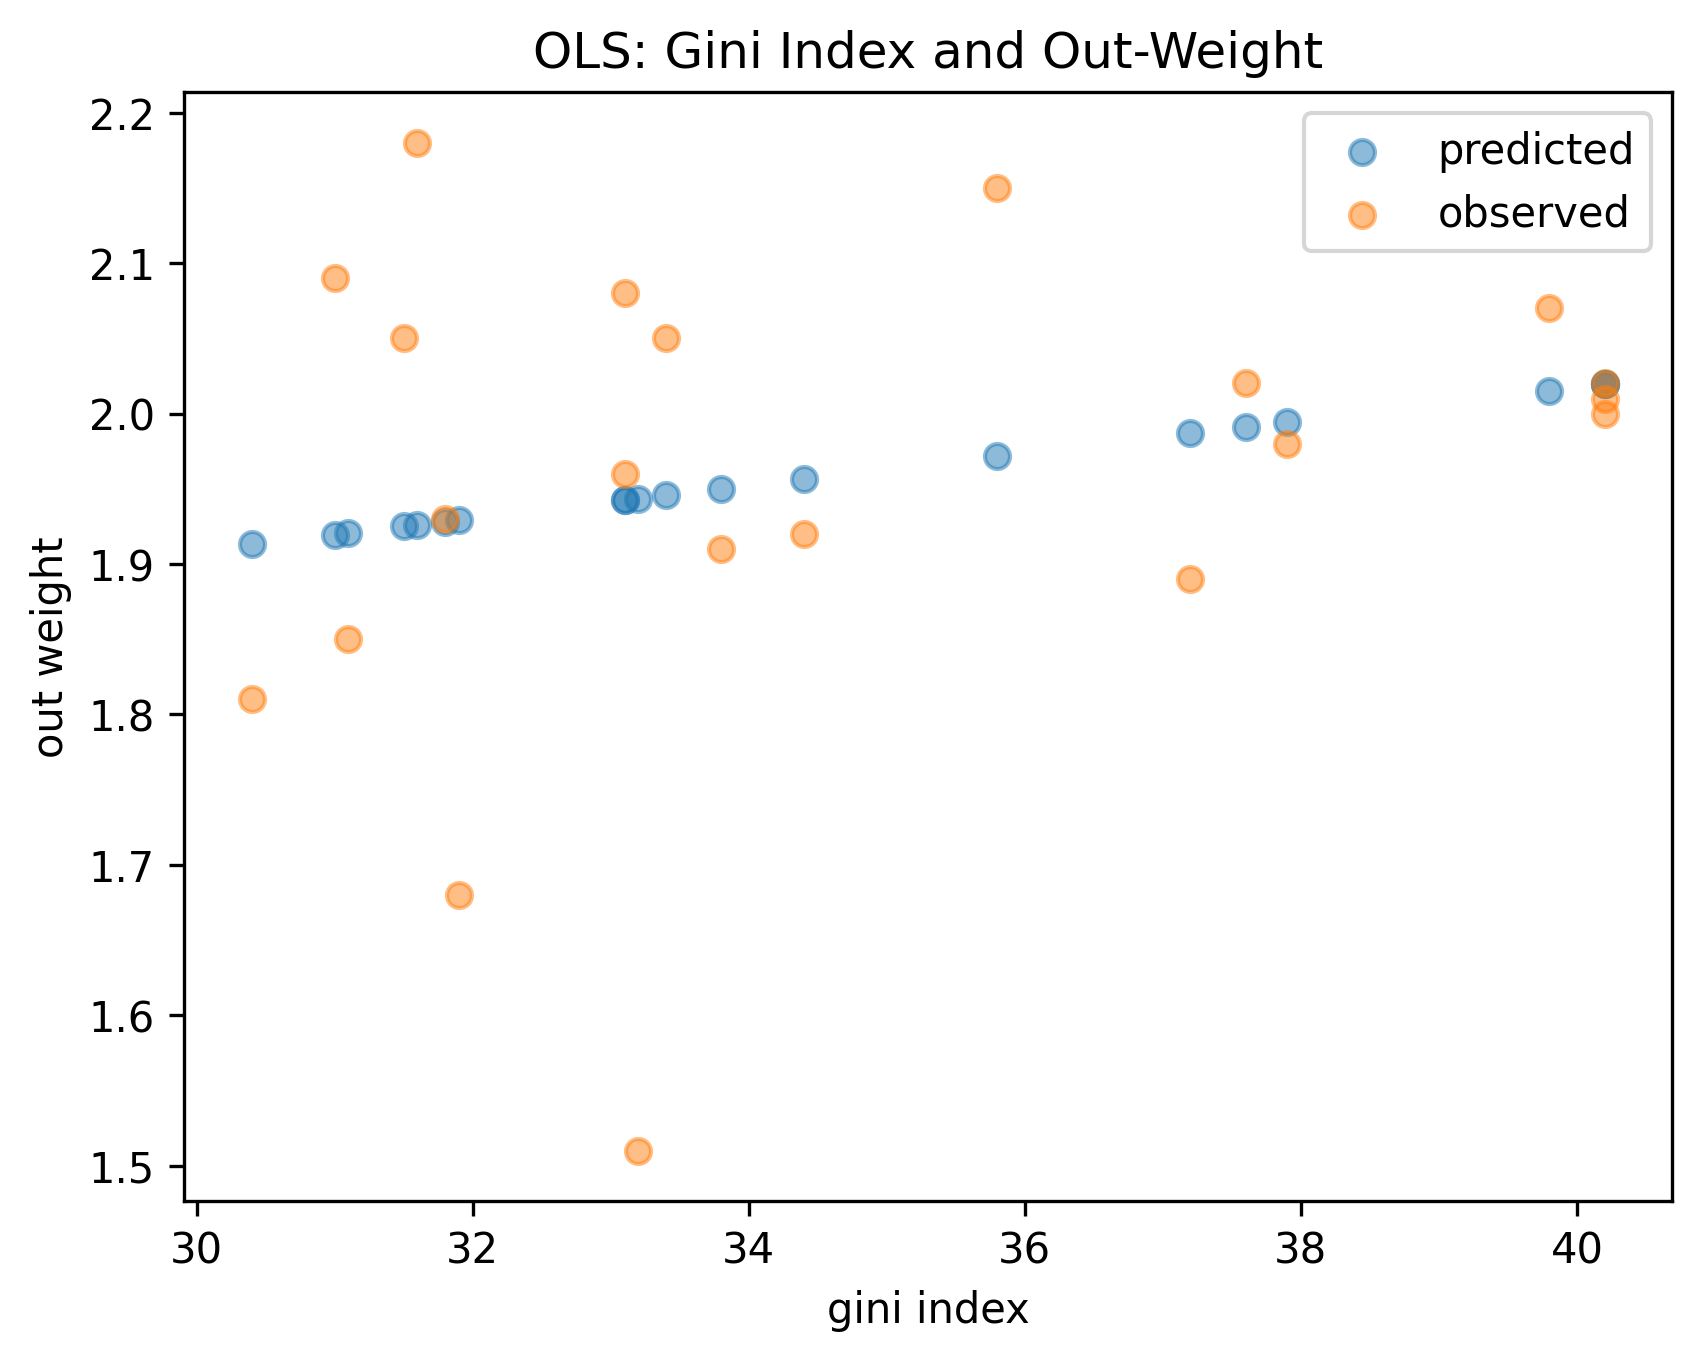 OLS: Gini Index and Out-Weight
predicted
observed
2.2
2.1
2.0
1.9
1.8
1.7
1.6
1.5
out weight
30 32 34 36 38 40
gini index